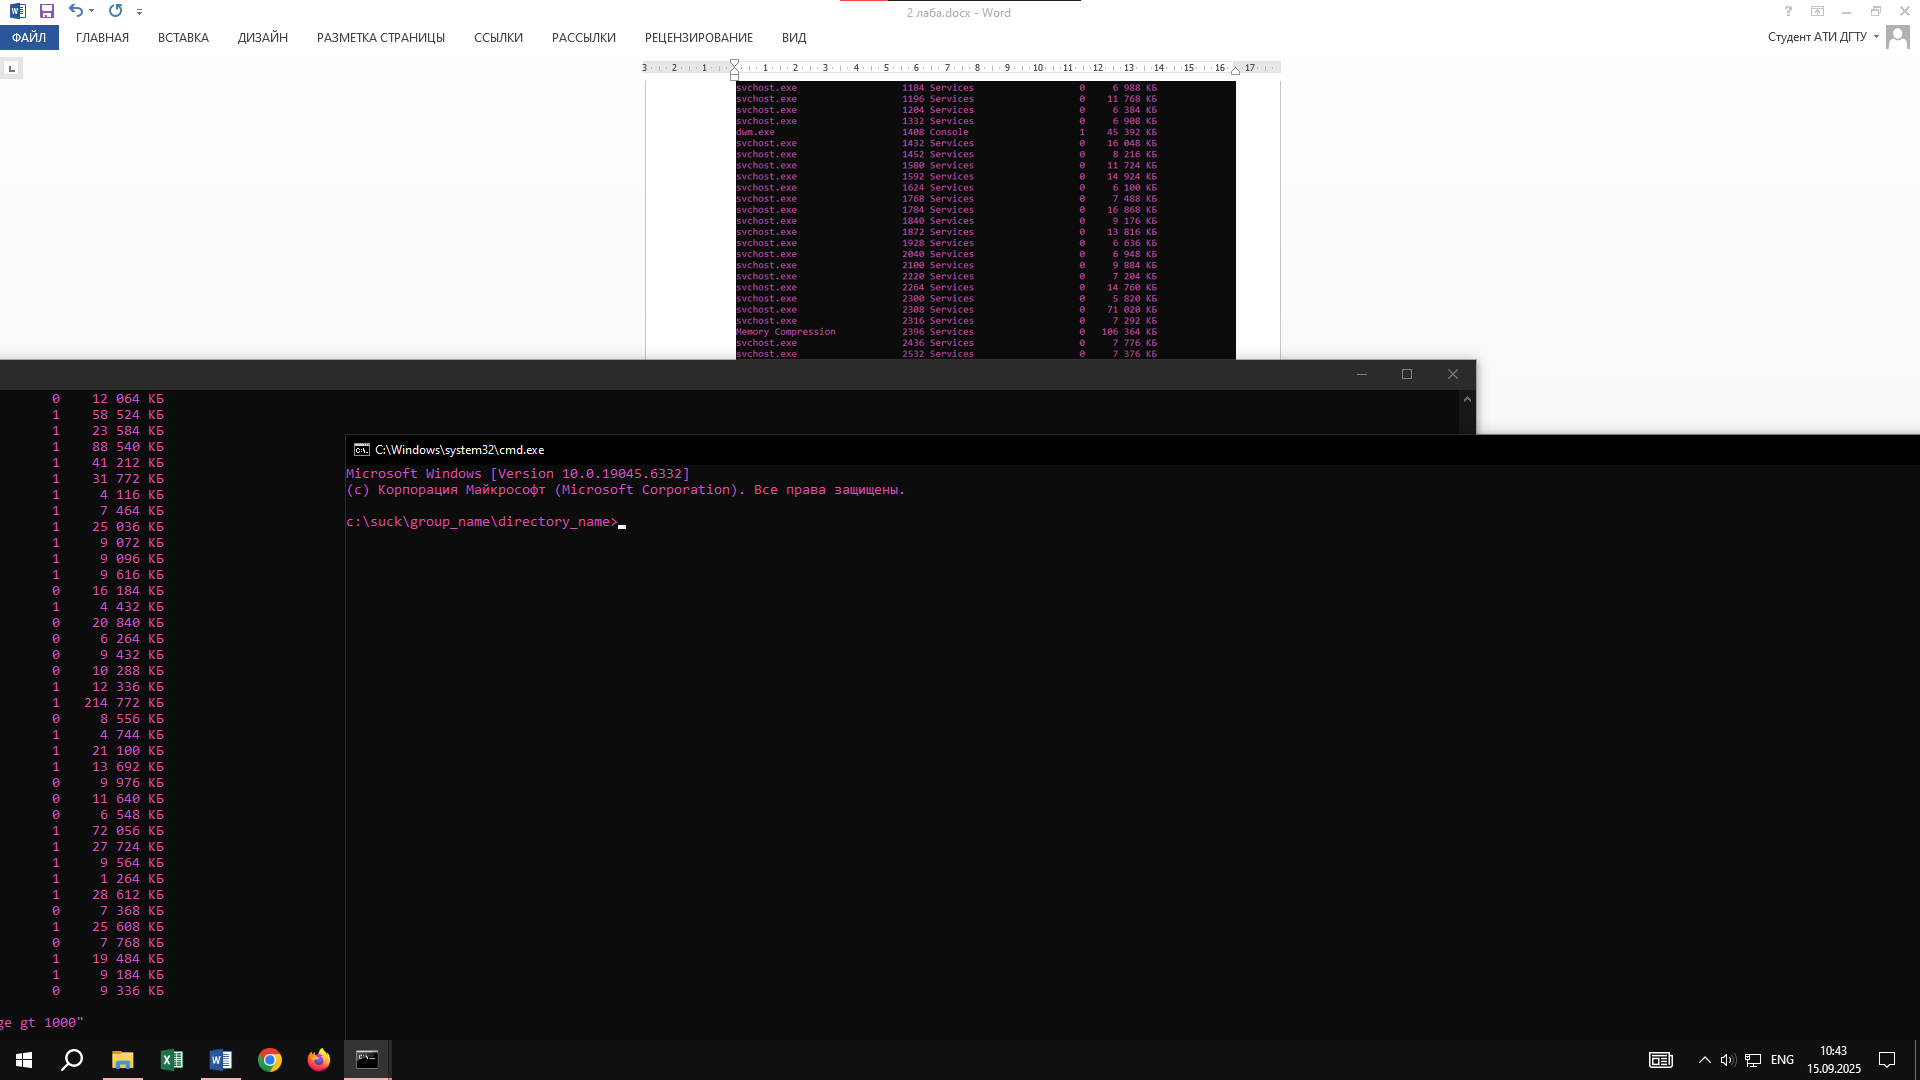 2 лаба.docx - Word
ФАЙЛ ГЛАВНАЯ ВСТАВКА ДИЗАЙН РАЗМЕТКА СТРАНИЦЫ ССЫЛКИ РАССЫЛКИ РЕЦЕНЗИРОВАНИЕ ВИД Студент АТИ ДГТУ
3 2 1 1 2 3 4 5 6 7 8 9 10 11 12 13 14 15 16 17
svchost.exe 1184 Services 0 6 988 КБ
svchost.exe 1196 Services 0 11 768 КБ
svchost.exe 1204 Services 0 6 384 КБ
svchost.exe 1332 Services 0 6 908 КБ
dwm.exe 1408 Console 1 45 392 КБ
svchost.exe 1432 Services 0 16 048 КБ
svchost.exe 1452 Services 0 8 216 КБ
svchost.exe 1580 Services 0 11 724 КБ
svchost.exe 1592 Services 0 14 924 КБ
svchost.exe 1624 Services 0 6 100 КБ
svchost.exe 1768 Services 0 7 488 КБ
svchost.exe 1784 Services 0 16 868 КБ
svchost.exe 1840 Services 0 9 176 КБ
svchost.exe 1872 Services 0 13 816 КБ
svchost.exe 1928 Services 0 6 636 КБ
svchost.exe 2040 Services 0 6 948 КБ
svchost.exe 2100 Services 0 9 884 КБ
svchost.exe 2220 Services 0 7 204 КБ
svchost.exe 2264 Services 0 14 760 КБ
svchost.exe 2300 Services 0 5 820 КБ
svchost.exe 2308 Services 0 71 020 КБ
svchost.exe 2316 Services 0 7 292 КБ
Memory Compression 2396 Services 0 106 364 КБ
svchost.exe 2436 Services 0 7 776 КБ
svchost.exe 2532 Services 0 7 376 КБ
0 12 064 КБ
1 58 524 КБ
1 23 584 КБ
1 88 540 КБ
1 41 212 КБ
1 31 772 КБ
1 4 116 КБ
1 7 464 КБ
1 25 036 КБ
1 9 072 КБ
1 9 096 КБ
1 9 616 КБ
0 16 184 КБ
1 4 432 КБ
0 20 840 КБ
0 6 264 КБ
0 9 432 КБ
0 10 288 КБ
1 12 336 КБ
1 214 772 КБ
0 8 556 КБ
1 4 744 КБ
1 21 100 КБ
1 13 692 КБ
0 9 976 КБ
0 11 640 КБ
0 6 548 КБ
1 72 056 КБ
1 27 724 КБ
1 9 564 КБ
1 1 264 КБ
1 28 612 КБ
0 7 368 КБ
1 25 608 КБ
0 7 768 КБ
1 19 484 КБ
1 9 184 КБ
0 9 336 КБ
ge gt 1000"
C:\Windows\system32\cmd.exe
Microsoft Windows [Version 10.0.19045.6332]
(c) Корпорация Майкрософт (Microsoft Corporation). Все права защищены.
c:\suck\group_name\directory_name>
ENG
10:43
15.09.2025